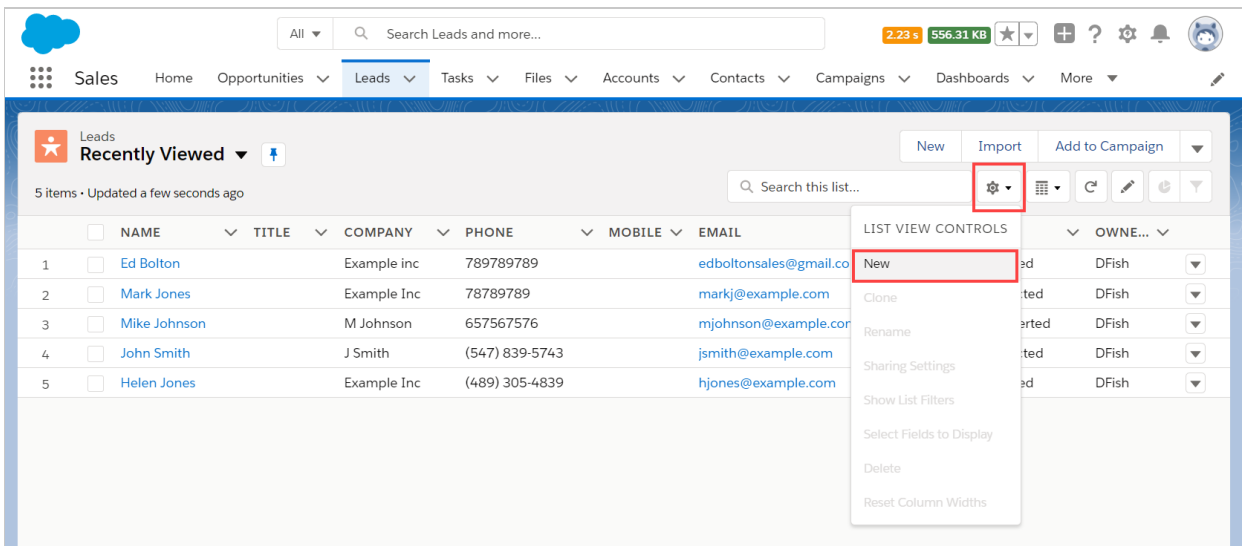 All Search Leads and more... 2.23 s 556.31 KB
Sales Home Opportunities Leads Tasks Files Accounts Contacts Campaigns Dashboards More
Leads
Recently Viewed
New Import Add to Campaign
5 items • Updated a few seconds ago
Search this list...
LIST VIEW CONTROLS
New
Clone
Rename
Sharing Settings
Show List Filters
Select Fields to Display
Delete
Reset Column Widths
NAME TITLE COMPANY PHONE MOBILE EMAIL OWNE...
1 Ed Bolton Example inc 789789789 edboltonsales@gmail.co ed DFish
2 Mark Jones Example Inc 78789789 markj@example.com cted DFish
3 Mike Johnson M Johnson 657567576 mjohnson@example.cor erted DFish
4 John Smith J Smith (547) 839-5743 jsmith@example.com cted DFish
5 Helen Jones Example Inc (489) 305-4839 hjones@example.com ed DFish